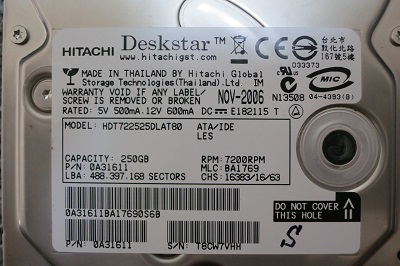 HITACHI Deskstar™
www.hitachigst.com
D33373
台北市
敦化北路
167號5樓
MADE IN THAILAND BY Hitachi Global
Storage Technologies(Thailand)Ltd. IM
WARRANTY VOID IF ANY LABEL/
SCREW IS REMOVED OR BROKEN
NOV-2006
N13508
MIC
04-4393(B)
RATED: 5V 500mA.12V 600mA DC E182115 T
MODEL: HDT722525DLAT80 ATA/IDE
LES
CAPACITY: 250GB RPM: 7200RPM
P/N: 0A31611 MLC: BA1769
LBA: 488.397.168 SECTORS CHS: 16383/16/63
0A31611BA17690S6B
DO NOT COVER
THIS HOLE
S
P/N: 0A31611 S/N: T8CW7VHH